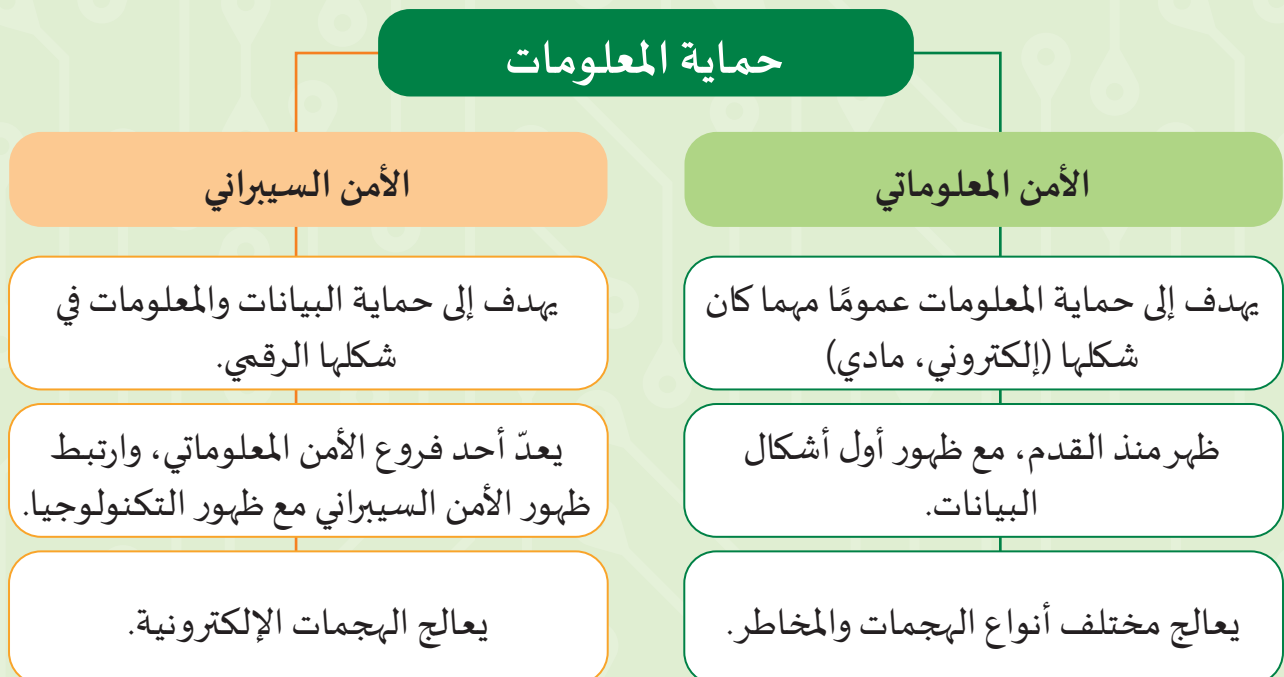 حماية المعلومات
الأمن المعلوماتي
يهدف إلى حماية المعلومات عمومًا مهما كان
شكلها (إلكتروني، مادي)
ظهر منذ القدم، مع ظهور أول أشكال
البيانات.
يعالج مختلف أنواع الهجمات والمخاطر.
الأمن السيبراني
يهدف إلى حماية البيانات والمعلومات في
شكلها الرقمي.
يعدّ أحد فروع الأمن المعلوماتي، وارتبط
ظهور الأمن السيبراني مع ظهور التكنولوجيا.
يعالج الهجمات الإلكترونية.